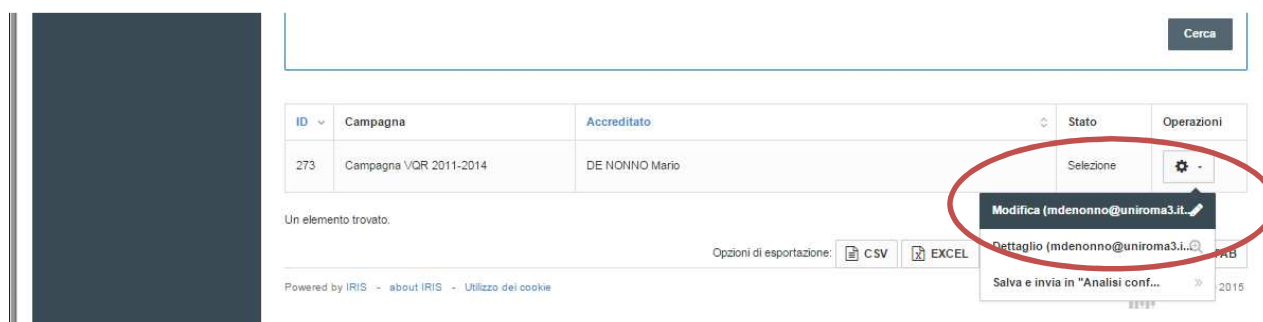 Cerca
ID Campagna Accreditato Stato Operazioni
273 Campagna VQR 2011-2014 DE NONNO Mario Selezione
Modifica (mdenonno@uniroma3.it...
Un elemento trovato.
Dettaglio (mdenonno@uniroma3.i...
Opzioni di esportazione: CSV EXCEL
Salva e invia in "Analisi conf...
Powered by IRIS - about IRIS - Utilizzo dei cookie 2015